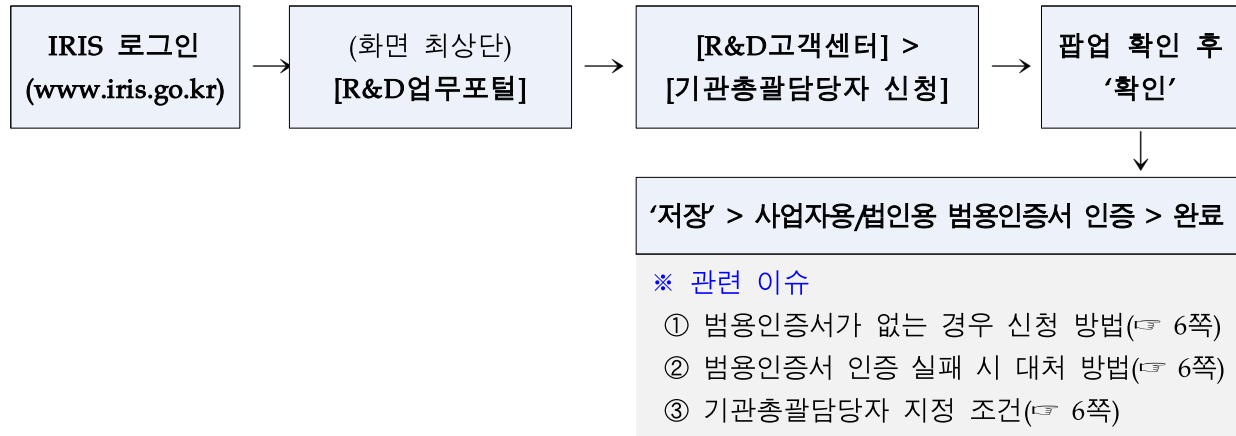 IRIS 로그인
(www.iris.go.kr)
(화면 최상단)
[R&D업무포털]
[R&D고객센터] >
[기관총괄담당자 신청]
팝업 확인 후
‘확인’
‘저장’ > 사업자용/법인용 범용인증서 인증 > 완료
※ 관련 이슈
① 범용인증서가 없는 경우 신청 방법(☞ 6쪽)
② 범용인증서 인증 실패 시 대처 방법(☞ 6쪽)
③ 기관총괄담당자 지정 조건(☞ 6쪽)